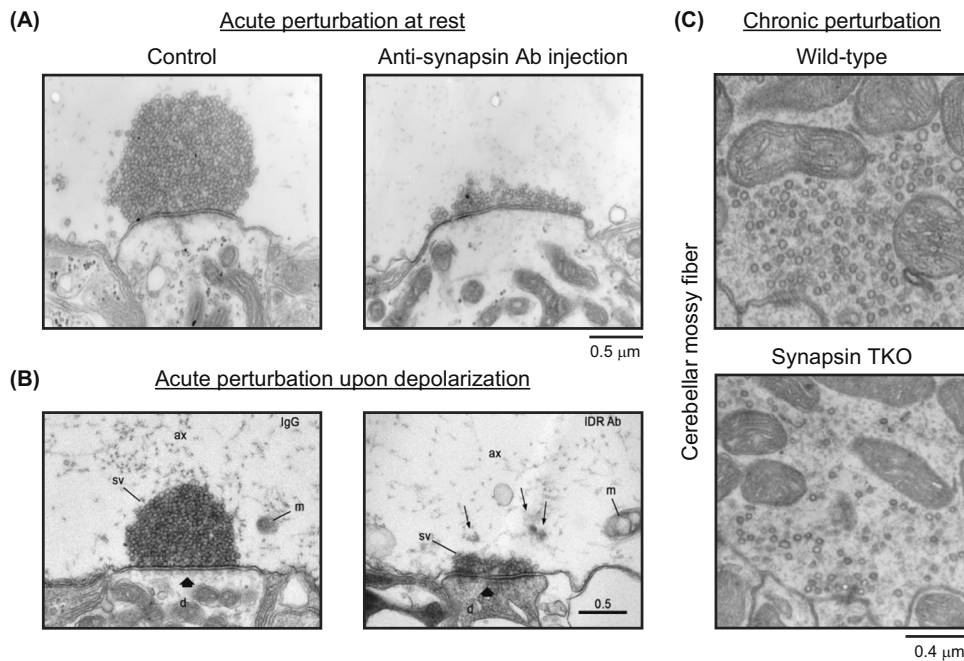 (A)
Acute perturbation at rest
Control
Anti-synapsin Ab injection
0.5 μm
(B)
Acute perturbation upon depolarization
IgG
ax
sv
m
d
IDR Ab
ax
m
sv
d
0.5
(C)
Chronic perturbation
Wild-type
Cerebellar mossy fiber
Synapsin TKO
0.4 μm